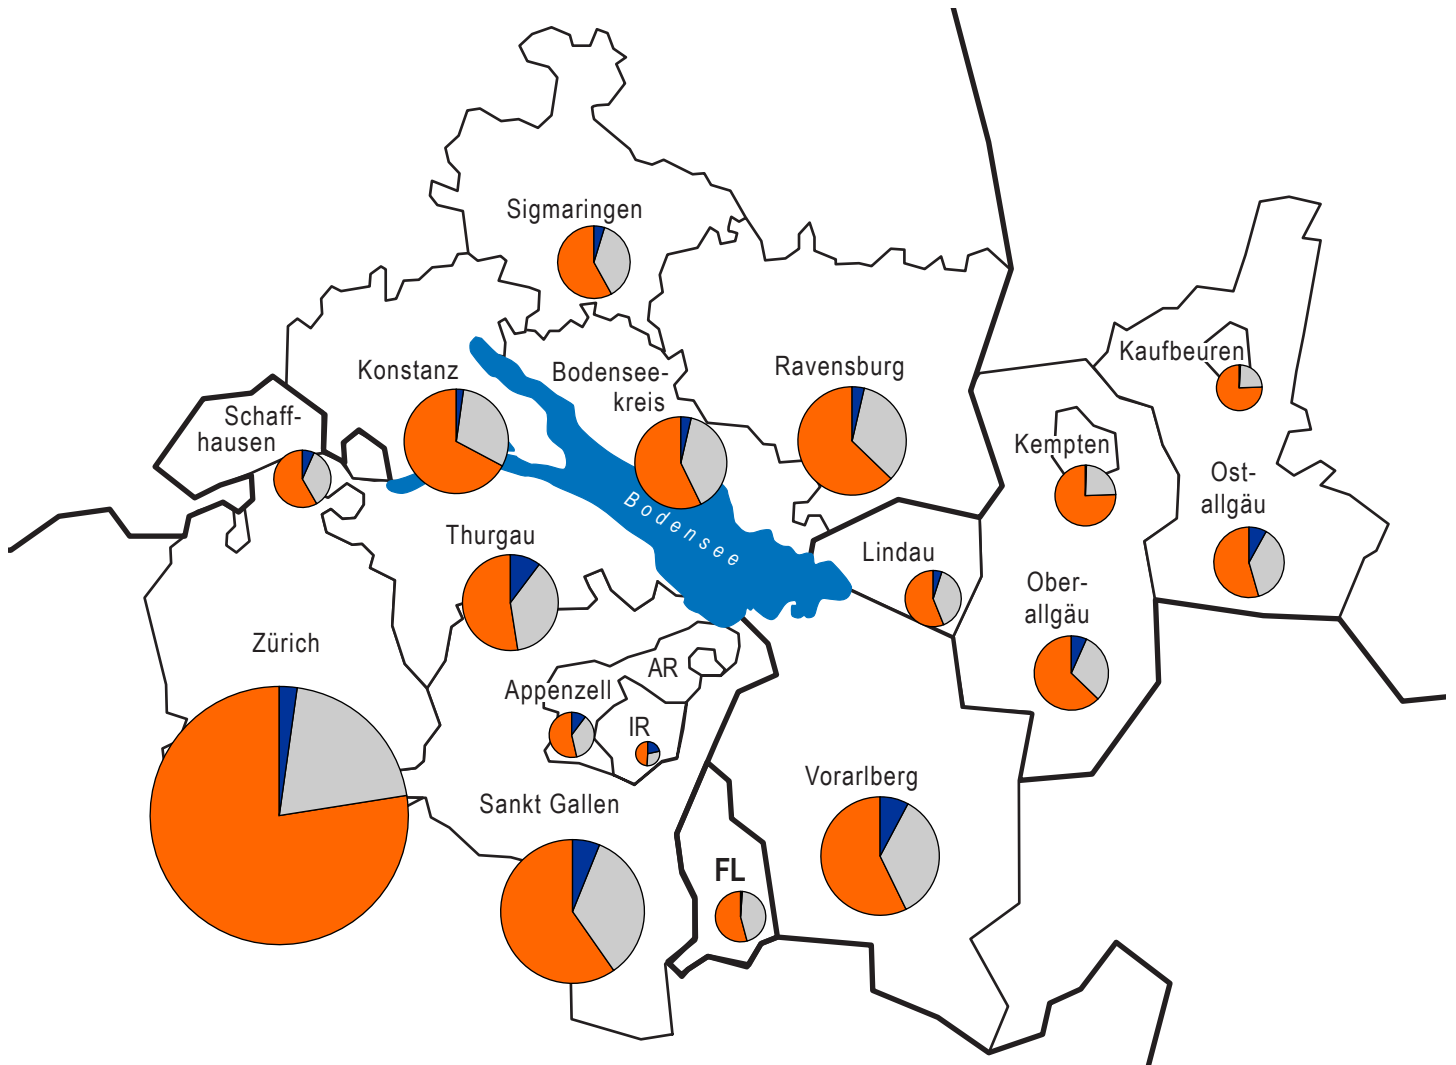 Sigmaringen
Kaufbeuren
Konstanz
Bodensee-
kreis
Ravensburg
Schaff-
hausen
Kempten
Ost-
allgäu
Bodensee
Thurgau
Lindau
Ober-
allgäu
Zürich
AR
Appenzell
IR
Vorarlberg
Sankt Gallen
FL